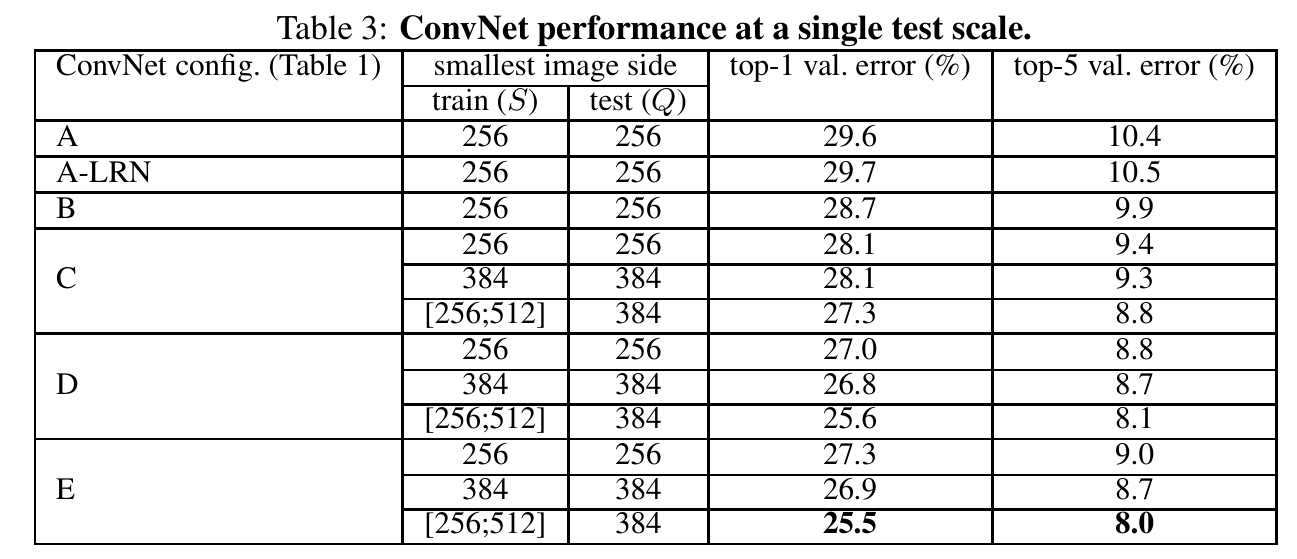 Table 3: ConvNet performance at a single test scale.
ConvNet config. (Table 1) smallest image side top-1 val. error (%) top-5 val. error (%)
train (S) test (Q)
A 256 256 29.6 10.4
A-LRN 256 256 29.7 10.5
B 256 256 28.7 9.9
256 256 28.1 9.4
C 384 384 28.1 9.3
[256;512] 384 27.3 8.8
256 256 27.0 8.8
D 384 384 26.8 8.7
[256;512] 384 25.6 8.1
256 256 27.3 9.0
E 384 384 26.9 8.7
[256;512] 384 25.5 8.0